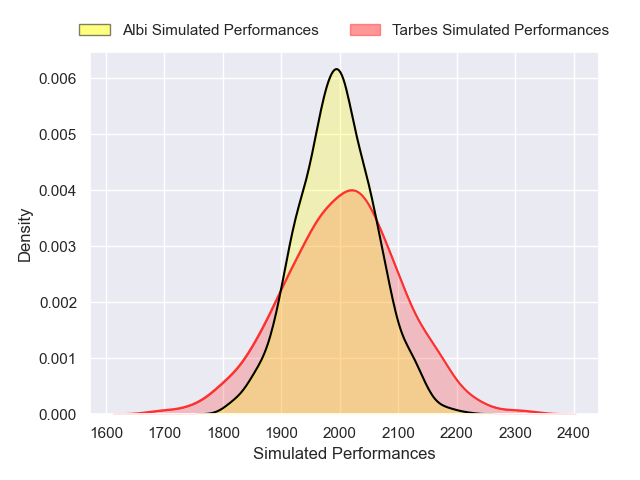 Albi Simulated Performances
Tarbes Simulated Performances
0.006
0.005
0.004
0.003
0.002
0.001
0.000
Density
1600 1700 1800 1900 2000 2100 2200 2300 2400
Simulated Performances